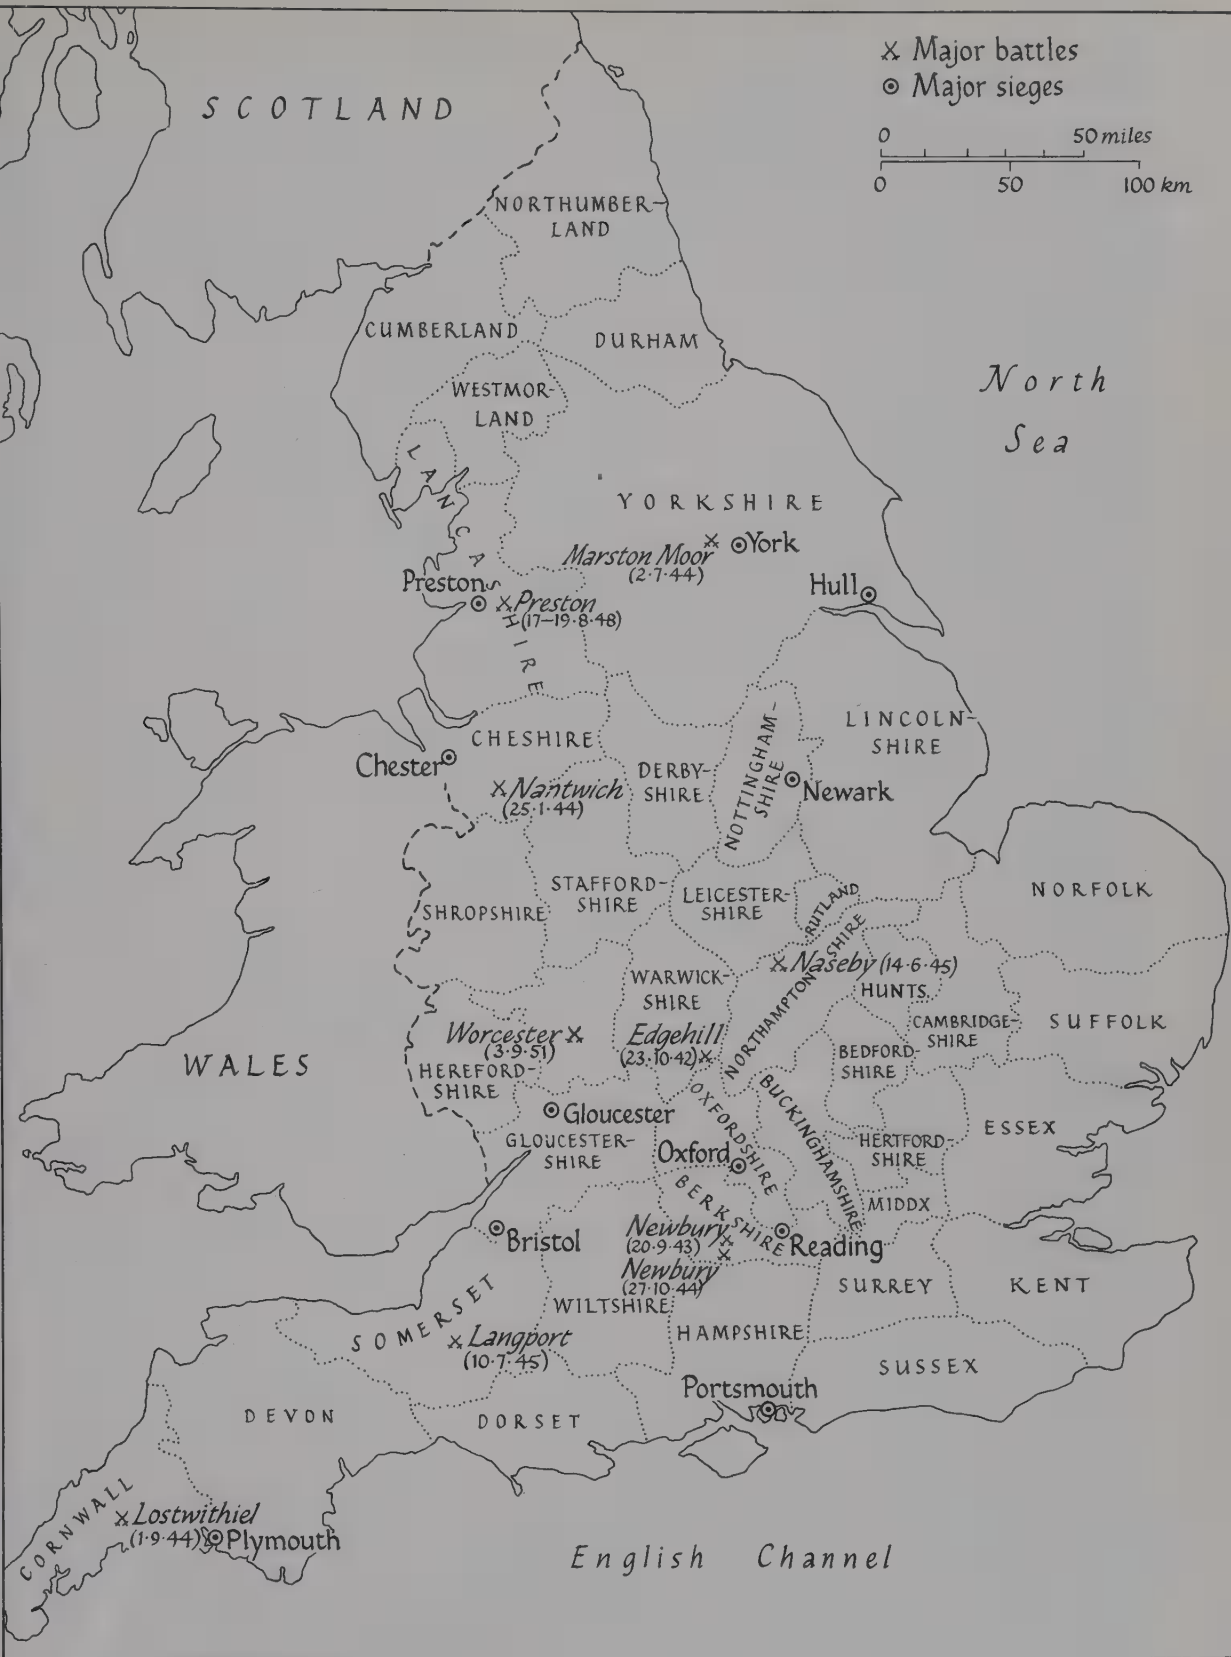 × Major battles
⊙ Major sieges
0 50 miles
0 50 100 km
SCOTLAND
NORTHUMBER-
LAND
CUMBERLAND
DURHAM
WESTMOR-
LAND
North
Sea
LANCASHIRE
YORKSHIRE
York
Marston Moor
(2·7·44)
Preston
Preston
(17–19·8·48)
Hull
CHESHIRE
Chester
Nantwich
(25·1·44)
DERBY-
SHIRE
NOTTINGHAM-
SHIRE
LINCOLN-
SHIRE
Newark
STAFFORD-
SHIRE
SHROPSHIRE
LEICESTER-
SHIRE
RUTLAND
NORFOLK
Naseby (14·6·45)
NORTHAMPTONSHIRE
HUNTS.
WARWICK-
SHIRE
CAMBRIDGE-
SHIRE
SUFFOLK
Worcester
(3·9·51)
Edgehill
(23·10·42)
BEDFORD-
SHIRE
WALES
HEREFORD-
SHIRE
OXFORDSHIRE
BUCKINGHAMSHIRE
Gloucester
GLOUCESTER-
SHIRE
Oxford
HERTFORD-
SHIRE
ESSEX
BERKSHIRE
MIDDX
Bristol
Newbury
(20·9·43)
Newbury
(27·10·44)
Reading
SURREY
KENT
WILTSHIRE
SOMERSET
Langport
(10·7·45)
HAMPSHIRE
SUSSEX
Portsmouth
DEVON
DORSET
CORNWALL
Lostwithiel
(1·9·44)
Plymouth
English Channel